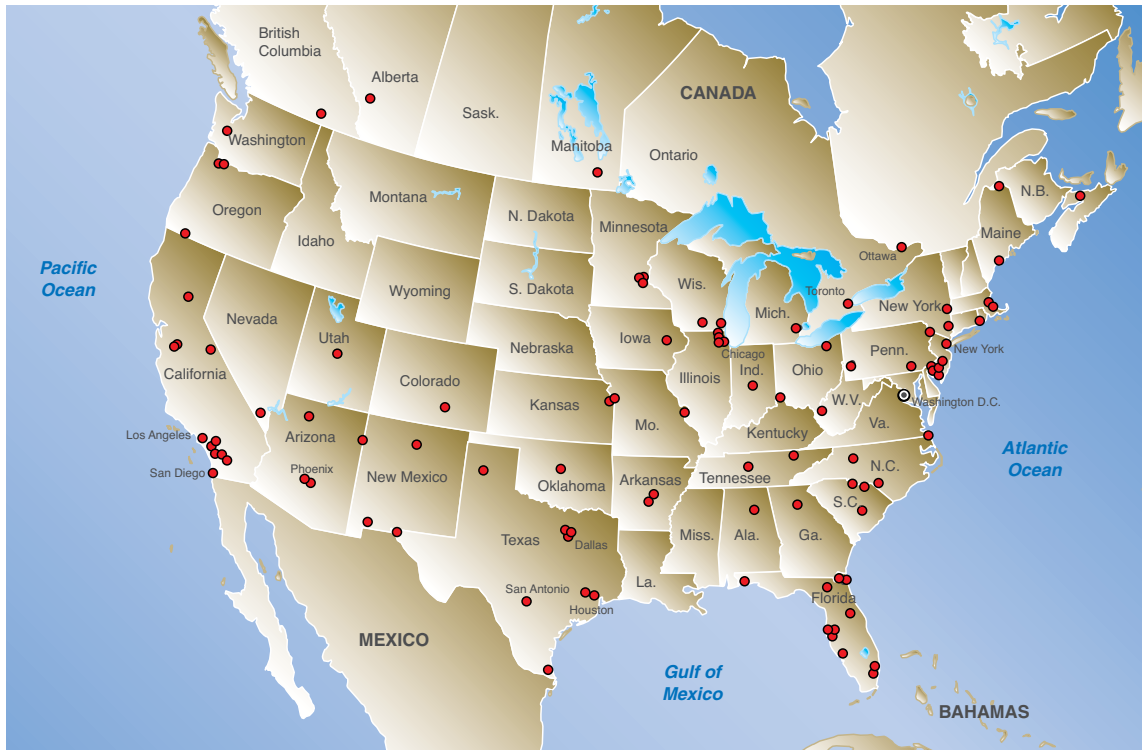 British
Columbia
Alberta
CANADA
Sask.
Washington
Manitoba
Ontario
Montana
N.B.
Oregon
N. Dakota
Minnesota
Maine
Idaho
Ottawa
Pacific
Ocean
Wis.
S. Dakota
Toronto
Wyoming
Mich.
New York
Nevada
Utah
Iowa
Nebraska
New York
Penn.
Chicago
Ind.
Ohio
California
Colorado
Illinois
Kansas
W.V.
Washington D.C.
Mo.
Va.
Kentucky
Los Angeles
Arizona
Atlantic
Ocean
Phoenix
San Diego
New Mexico
Oklahoma
Arkansas
Tennessee
N.C.
S.C.
Texas
Dallas
Miss.
Ala.
Ga.
La.
San Antonio
Houston
Florida
MEXICO
Gulf of
Mexico
BAHAMAS